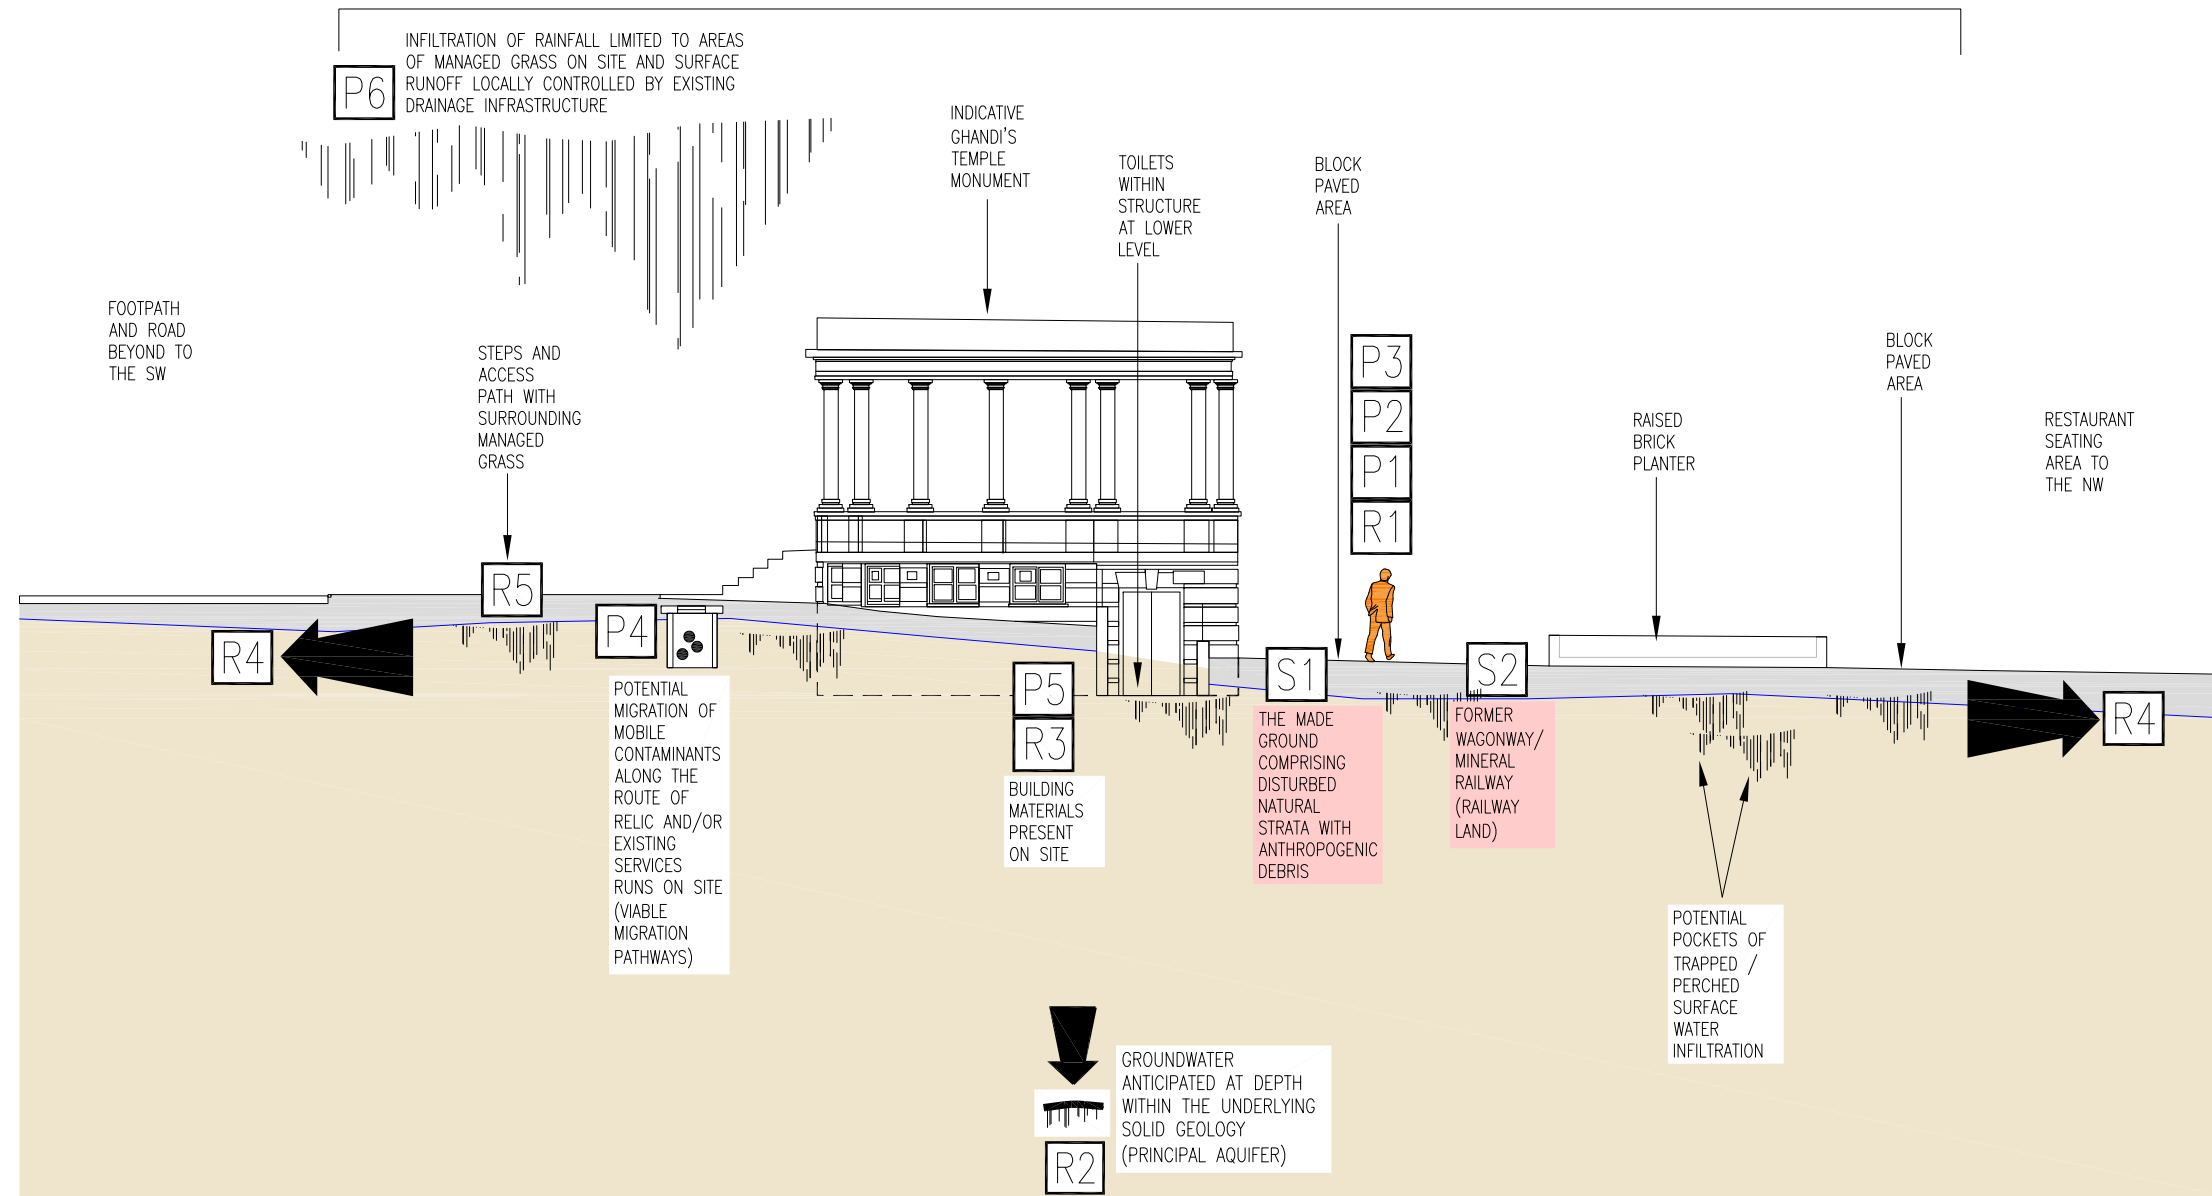 P6
INFILTRATION OF RAINFALL LIMITED TO AREAS
OF MANAGED GRASS ON SITE AND SURFACE
RUNOFF LOCALLY CONTROLLED BY EXISTING
DRAINAGE INFRASTRUCTURE
INDICATIVE
GHANDI'S
TEMPLE
MONUMENT
TOILETS
WITHIN
STRUCTURE
AT LOWER
LEVEL
BLOCK
PAVED
AREA
FOOTPATH
AND ROAD
BEYOND TO
THE SW
STEPS AND
ACCESS
PATH WITH
SURROUNDING
MANAGED
GRASS
P3
P2
P1
R1
RAISED
BRICK
PLANTER
BLOCK
PAVED
AREA
RESTAURANT
SEATING
AREA TO
THE NW
R5
R4
P4
POTENTIAL
MIGRATION OF
MOBILE
CONTAMINANTS
ALONG THE
ROUTE OF
RELIC AND/OR
EXISTING
SERVICES
RUNS ON SITE
(VIABLE
MIGRATION
PATHWAYS)
P5
R3
BUILDING
MATERIALS
PRESENT
ON SITE
S1
THE MADE
GROUND
COMPRISING
DISTURBED
NATURAL
STRATA WITH
ANTHROPOGENIC
DEBRIS
S2
FORMER
WAGONWAY/
MINERAL
RAILWAY
(RAILWAY
LAND)
R4
POTENTIAL
POCKETS OF
TRAPPED /
PERCHED
SURFACE
WATER
INFILTRATION
GROUNDWATER
ANTICIPATED AT DEPTH
WITHIN THE UNDERLYING
SOLID GEOLOGY
(PRINCIPAL AQUIFER)
R2